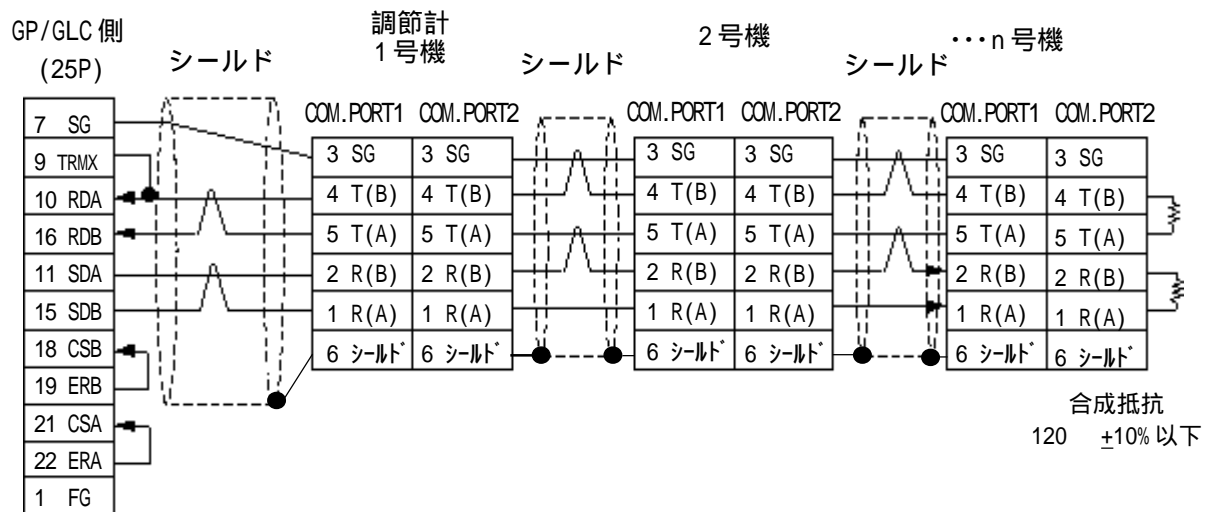 GP/GLC 側
(25P)
シールド
調節計
1号機
シールド
2号機
シールド
・・・n 号機
7 SG
9 TRMX
10 RDA
16 RDB
11 SDA
15 SDB
18 CSB
19 ERB
21 CSA
22 ERA
1 FG
COM.PORT1 COM.PORT2
3 SG 3 SG
4 T(B) 4 T(B)
5 T(A) 5 T(A)
2 R(B) 2 R(B)
1 R(A) 1 R(A)
6 シールド 6 シールド
COM.PORT1 COM.PORT2
3 SG 3 SG
4 T(B) 4 T(B)
5 T(A) 5 T(A)
2 R(B) 2 R(B)
1 R(A) 1 R(A)
6 シールド 6 シールド
COM.PORT1 COM.PORT2
3 SG 3 SG
4 T(B) 4 T(B)
5 T(A) 5 T(A)
2 R(B) 2 R(B)
1 R(A) 1 R(A)
6 シールド 6 シールド
合成抵抗
120 ±10% 以下